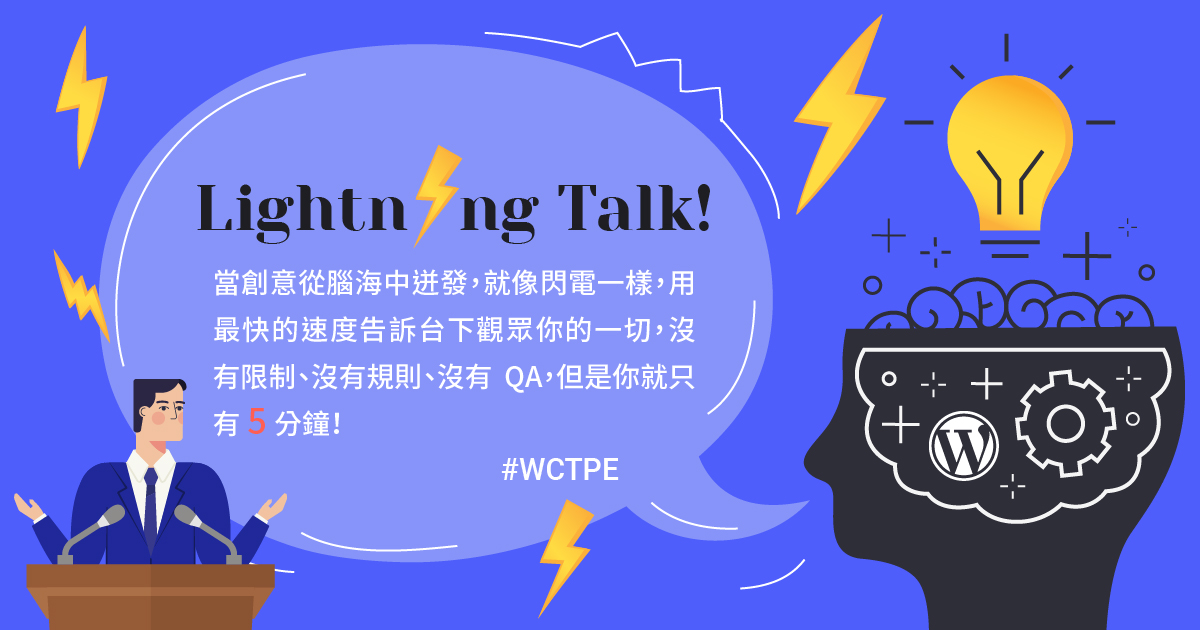 Lightning Talk!
當創意從腦海中迸發，就像閃電一樣，用
最快的速度告訴台下觀眾你的一切，沒
有限制、沒有規則、沒有 QA，但是你就只
有 5 分鐘！
#WCTPE